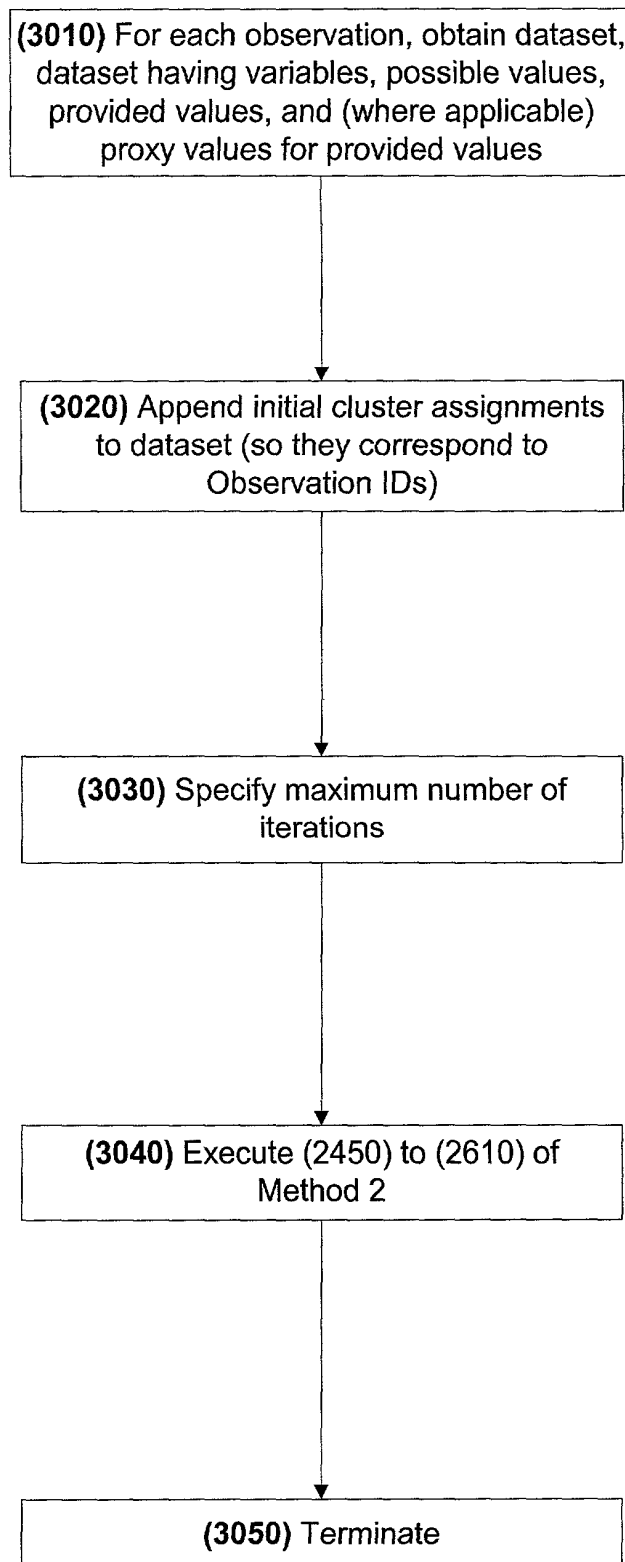 (3010) For each observation, obtain dataset,
dataset having variables, possible values,
provided values, and (where applicable)
proxy values for provided values
(3020) Append initial cluster assignments
to dataset (so they correspond to
Observation IDs)
(3030) Specify maximum number of
iterations
(3040) Execute (2450) to (2610) of
Method 2
(3050) Terminate